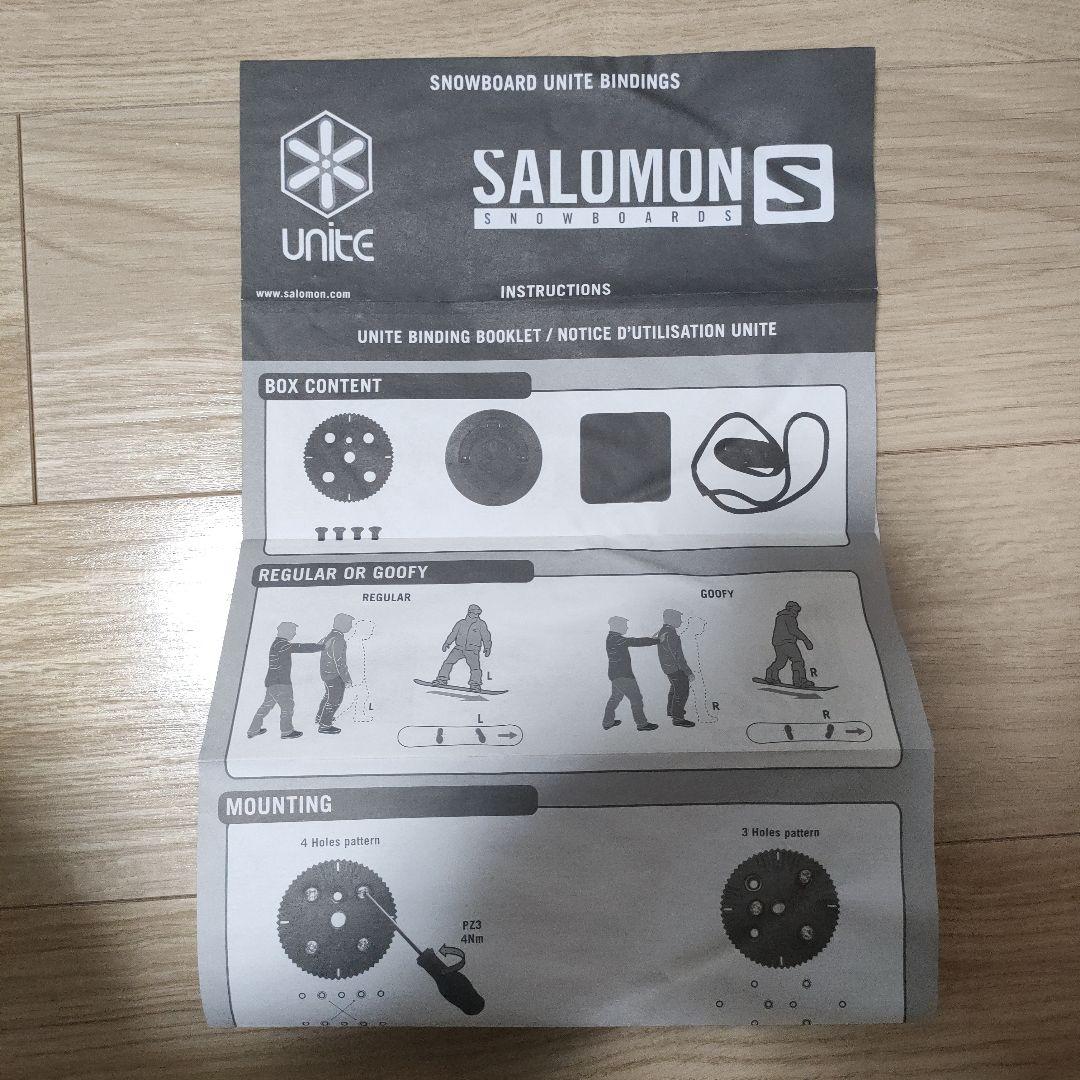 SNOWBOARD UNITE BINDINGS
UNITE
SALOMON S
SNOWBOARDS
www.salomon.com
INSTRUCTIONS
UNITE BINDING BOOKLET / NOTICE D'UTILISATION UNITE
BOX CONTENT
REGULAR OR GOOFY
REGULAR
GOOFY
L
L
R
R
L
R
MOUNTING
4 Holes pattern
3 Holes pattern
PZ3
4Nm